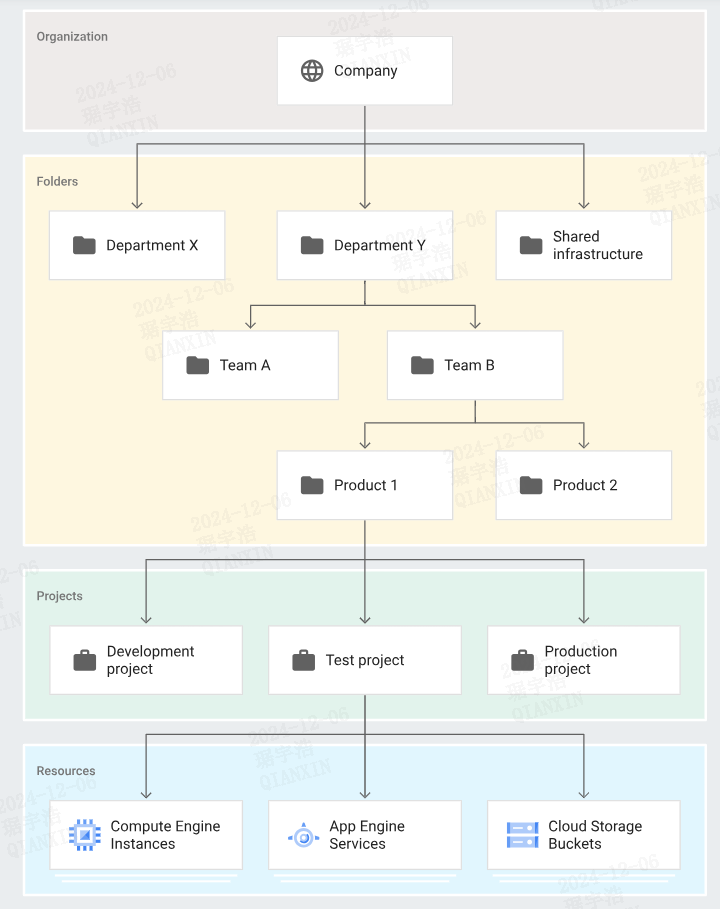 Organization
Company
Folders
Department X
Department Y
Shared
infrastructure
Team A
Team B
Product 1
Product 2
Projects
Development
project
Test project
Production
project
Resources
Compute Engine
Instances
App Engine
Services
Cloud Storage
Buckets
2024-12-06
琚宇浩
QIANXIN